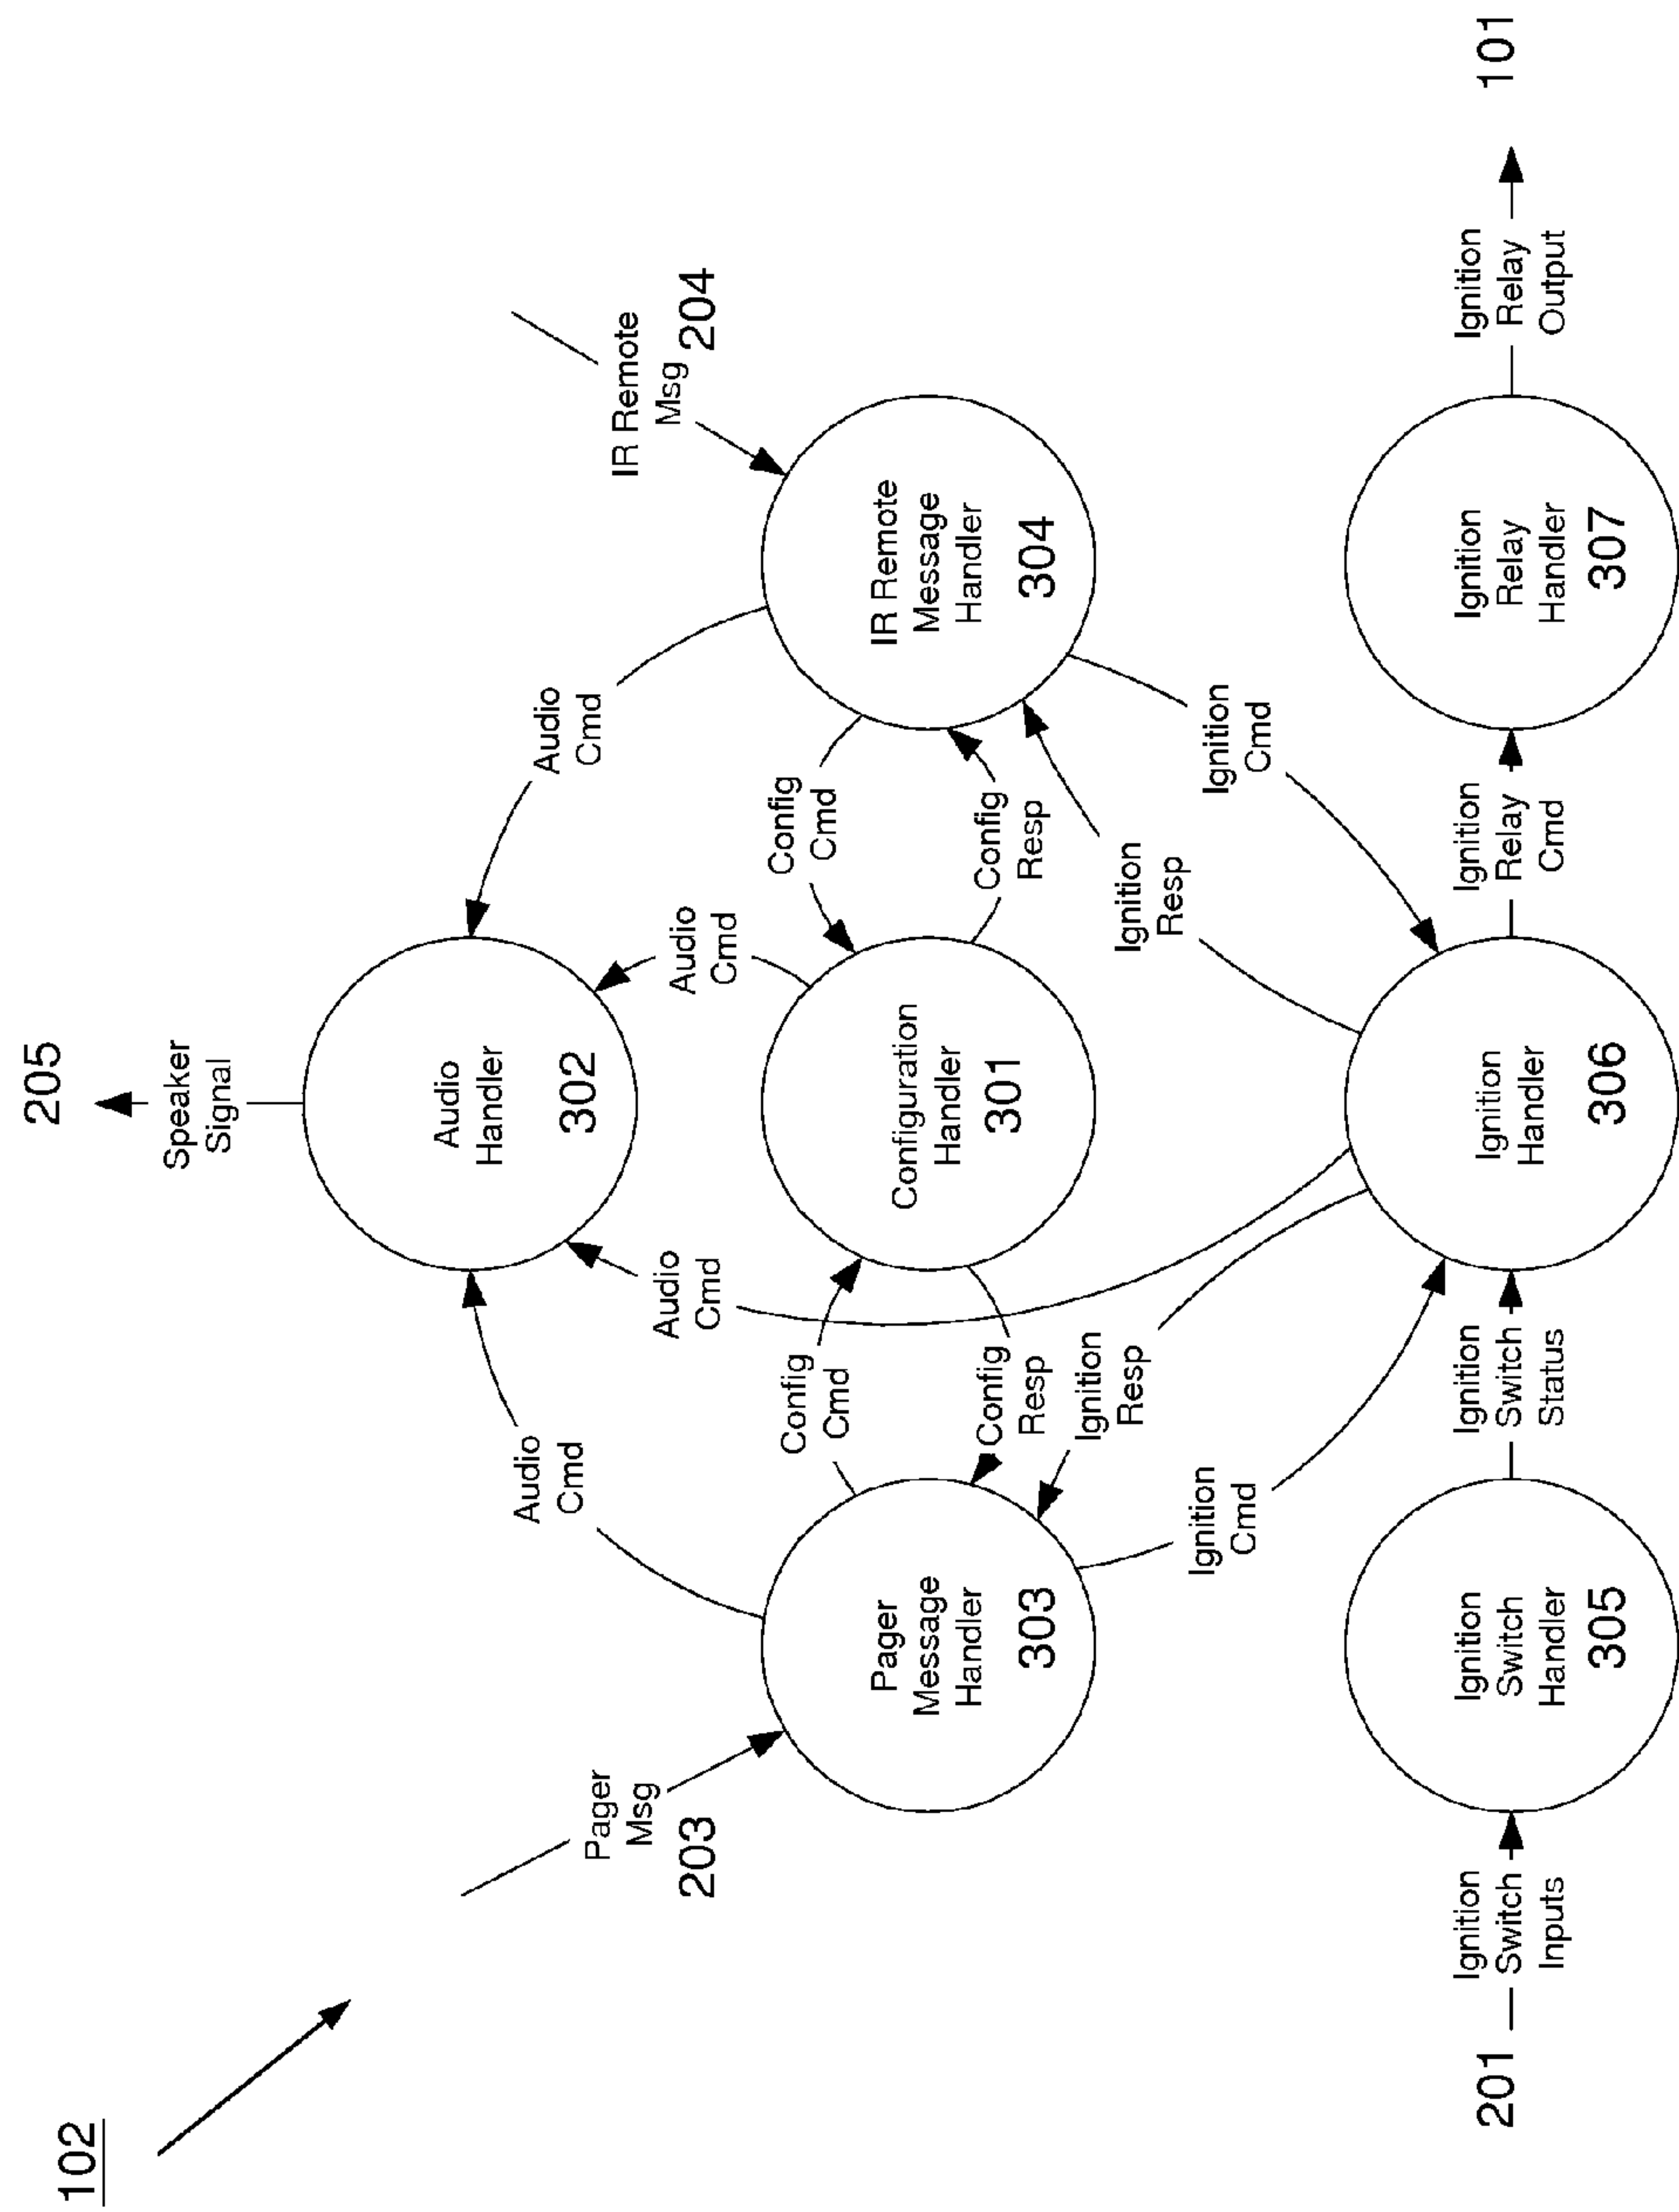 102
205
Speaker
Signal
Audio
Handler
302
Audio
Cmd
Audio
Cmd
Audio
Cmd
Audio
Cmd
Pager
Msg
203
IR Remote
Msg
204
Pager
Message
Handler
303
Config
Cmd
Config
Resp
Configuration
Handler
301
Config
Cmd
Config
Resp
IR Remote
Message
Handler
304
Ignition
Resp
Ignition
Cmd
Ignition
Resp
Ignition
Cmd
201
Ignition
Switch
Inputs
Ignition
Switch
Handler
305
Ignition
Switch
Status
Ignition
Handler
306
Ignition
Relay
Cmd
Ignition
Relay
Handler
307
Ignition
Relay
Output
101